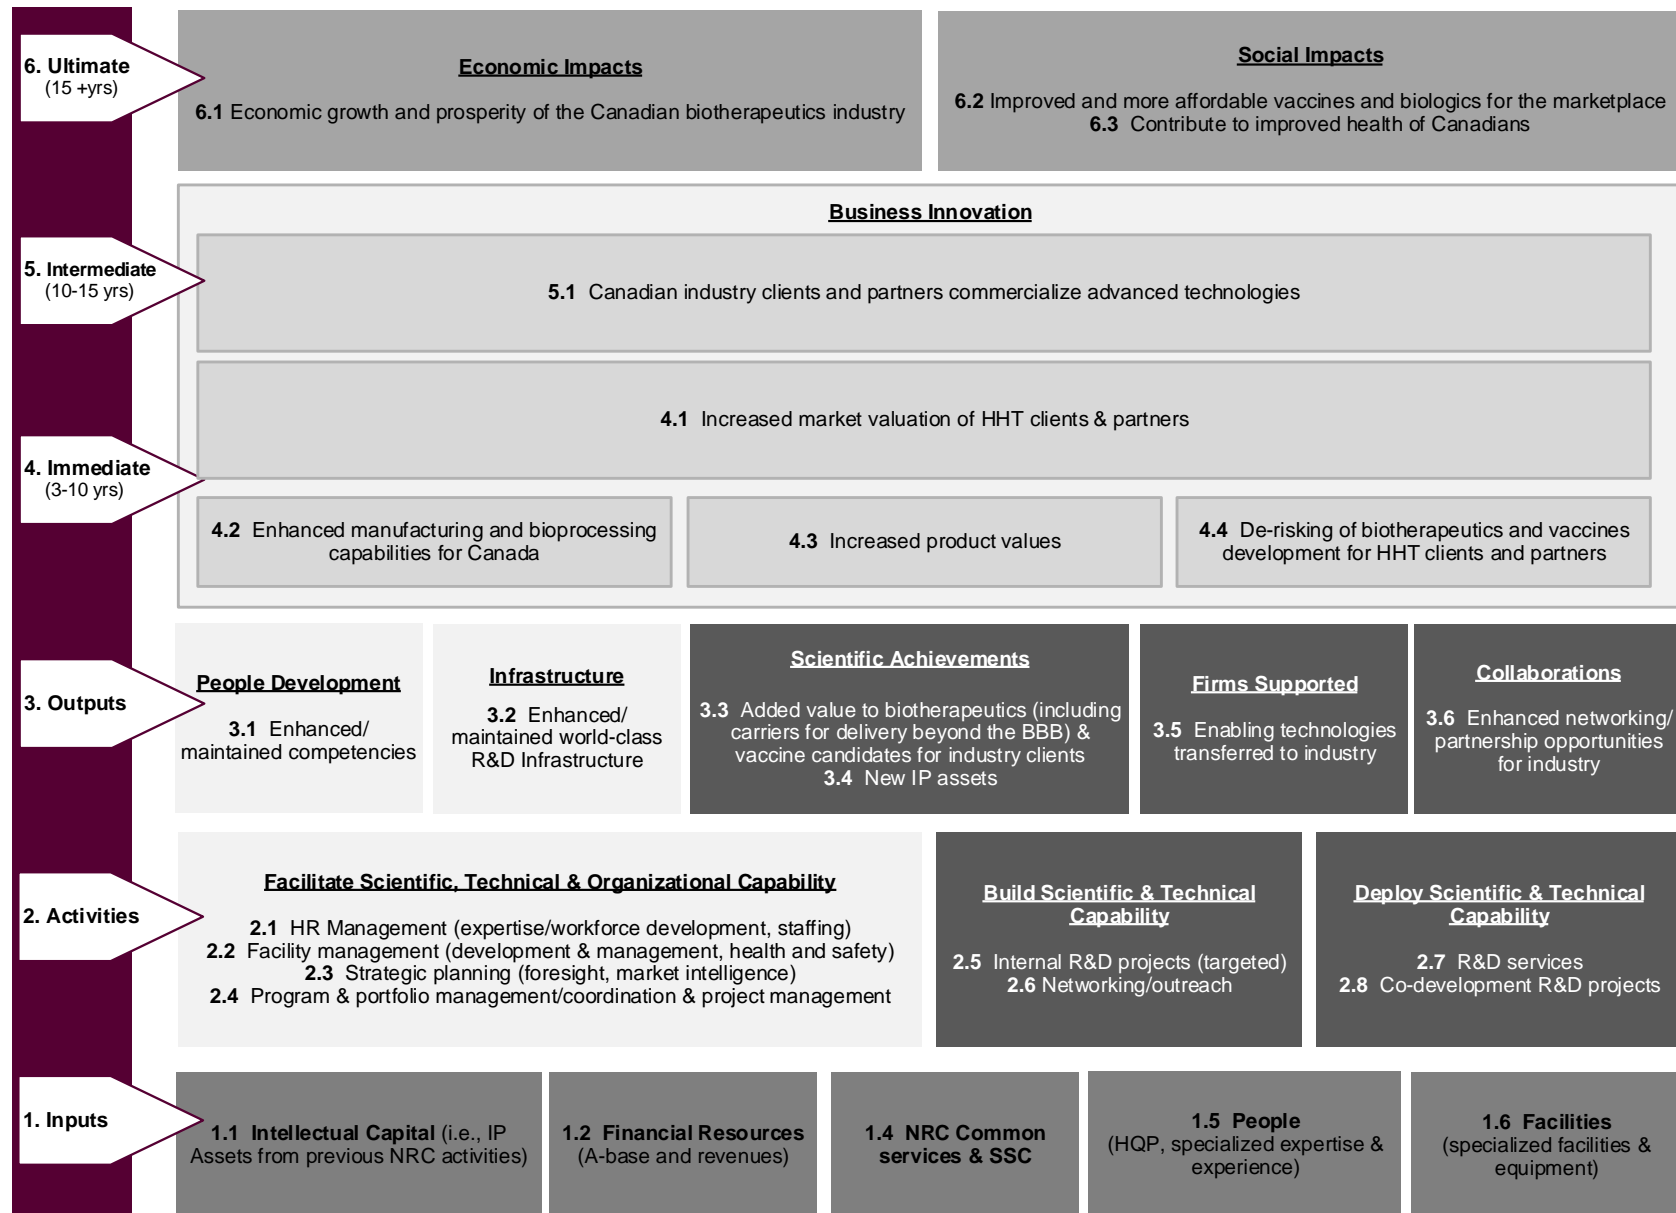 6. Ultimate
(15 +yrs)
Economic Impacts
6.1 Economic growth and prosperity of the Canadian biotherapeutics industry
Social Impacts
6.2 Improved and more affordable vaccines and biologics for the marketplace
6.3 Contribute to improved health of Canadians
Business Innovation
5. Intermediate
(10-15 yrs)
5.1 Canadian industry clients and partners commercialize advanced technologies
4.1 Increased market valuation of HHT clients & partners
4. Immediate
(3-10 yrs)
4.2 Enhanced manufacturing and bioprocessing
capabilities for Canada
4.3 Increased product values
4.4 De-risking of biotherapeutics and vaccines
development for HHT clients and partners
3. Outputs
People Development
3.1 Enhanced/
maintained competencies
Infrastructure
3.2 Enhanced/
maintained world-class
R&D Infrastructure
Scientific Achievements
3.3 Added value to biotherapeutics (including
carriers for delivery beyond the BBB) &
vaccine candidates for industry clients
3.4 New IP assets
Firms Supported
3.5 Enabling technologies
transferred to industry
Collaborations
3.6 Enhanced networking/
partnership opportunities
for industry
2. Activities
Facilitate Scientific, Technical & Organizational Capability
2.1 HR Management (expertise/workforce development, staffing)
2.2 Facility management (development & management, health and safety)
2.3 Strategic planning (foresight, market intelligence)
2.4 Program & portfolio management/coordination & project management
Build Scientific & Technical
Capability
2.5 Internal R&D projects (targeted)
2.6 Networking/outreach
Deploy Scientific & Technical
Capability
2.7 R&D services
2.8 Co-development R&D projects
1. Inputs
1.1 Intellectual Capital (i.e., IP
Assets from previous NRC activities)
1.2 Financial Resources
(A-base and revenues)
1.4 NRC Common
services & SSC
1.5 People
(HQP, specialized expertise &
experience)
1.6 Facilities
(specialized facilities &
equipment)